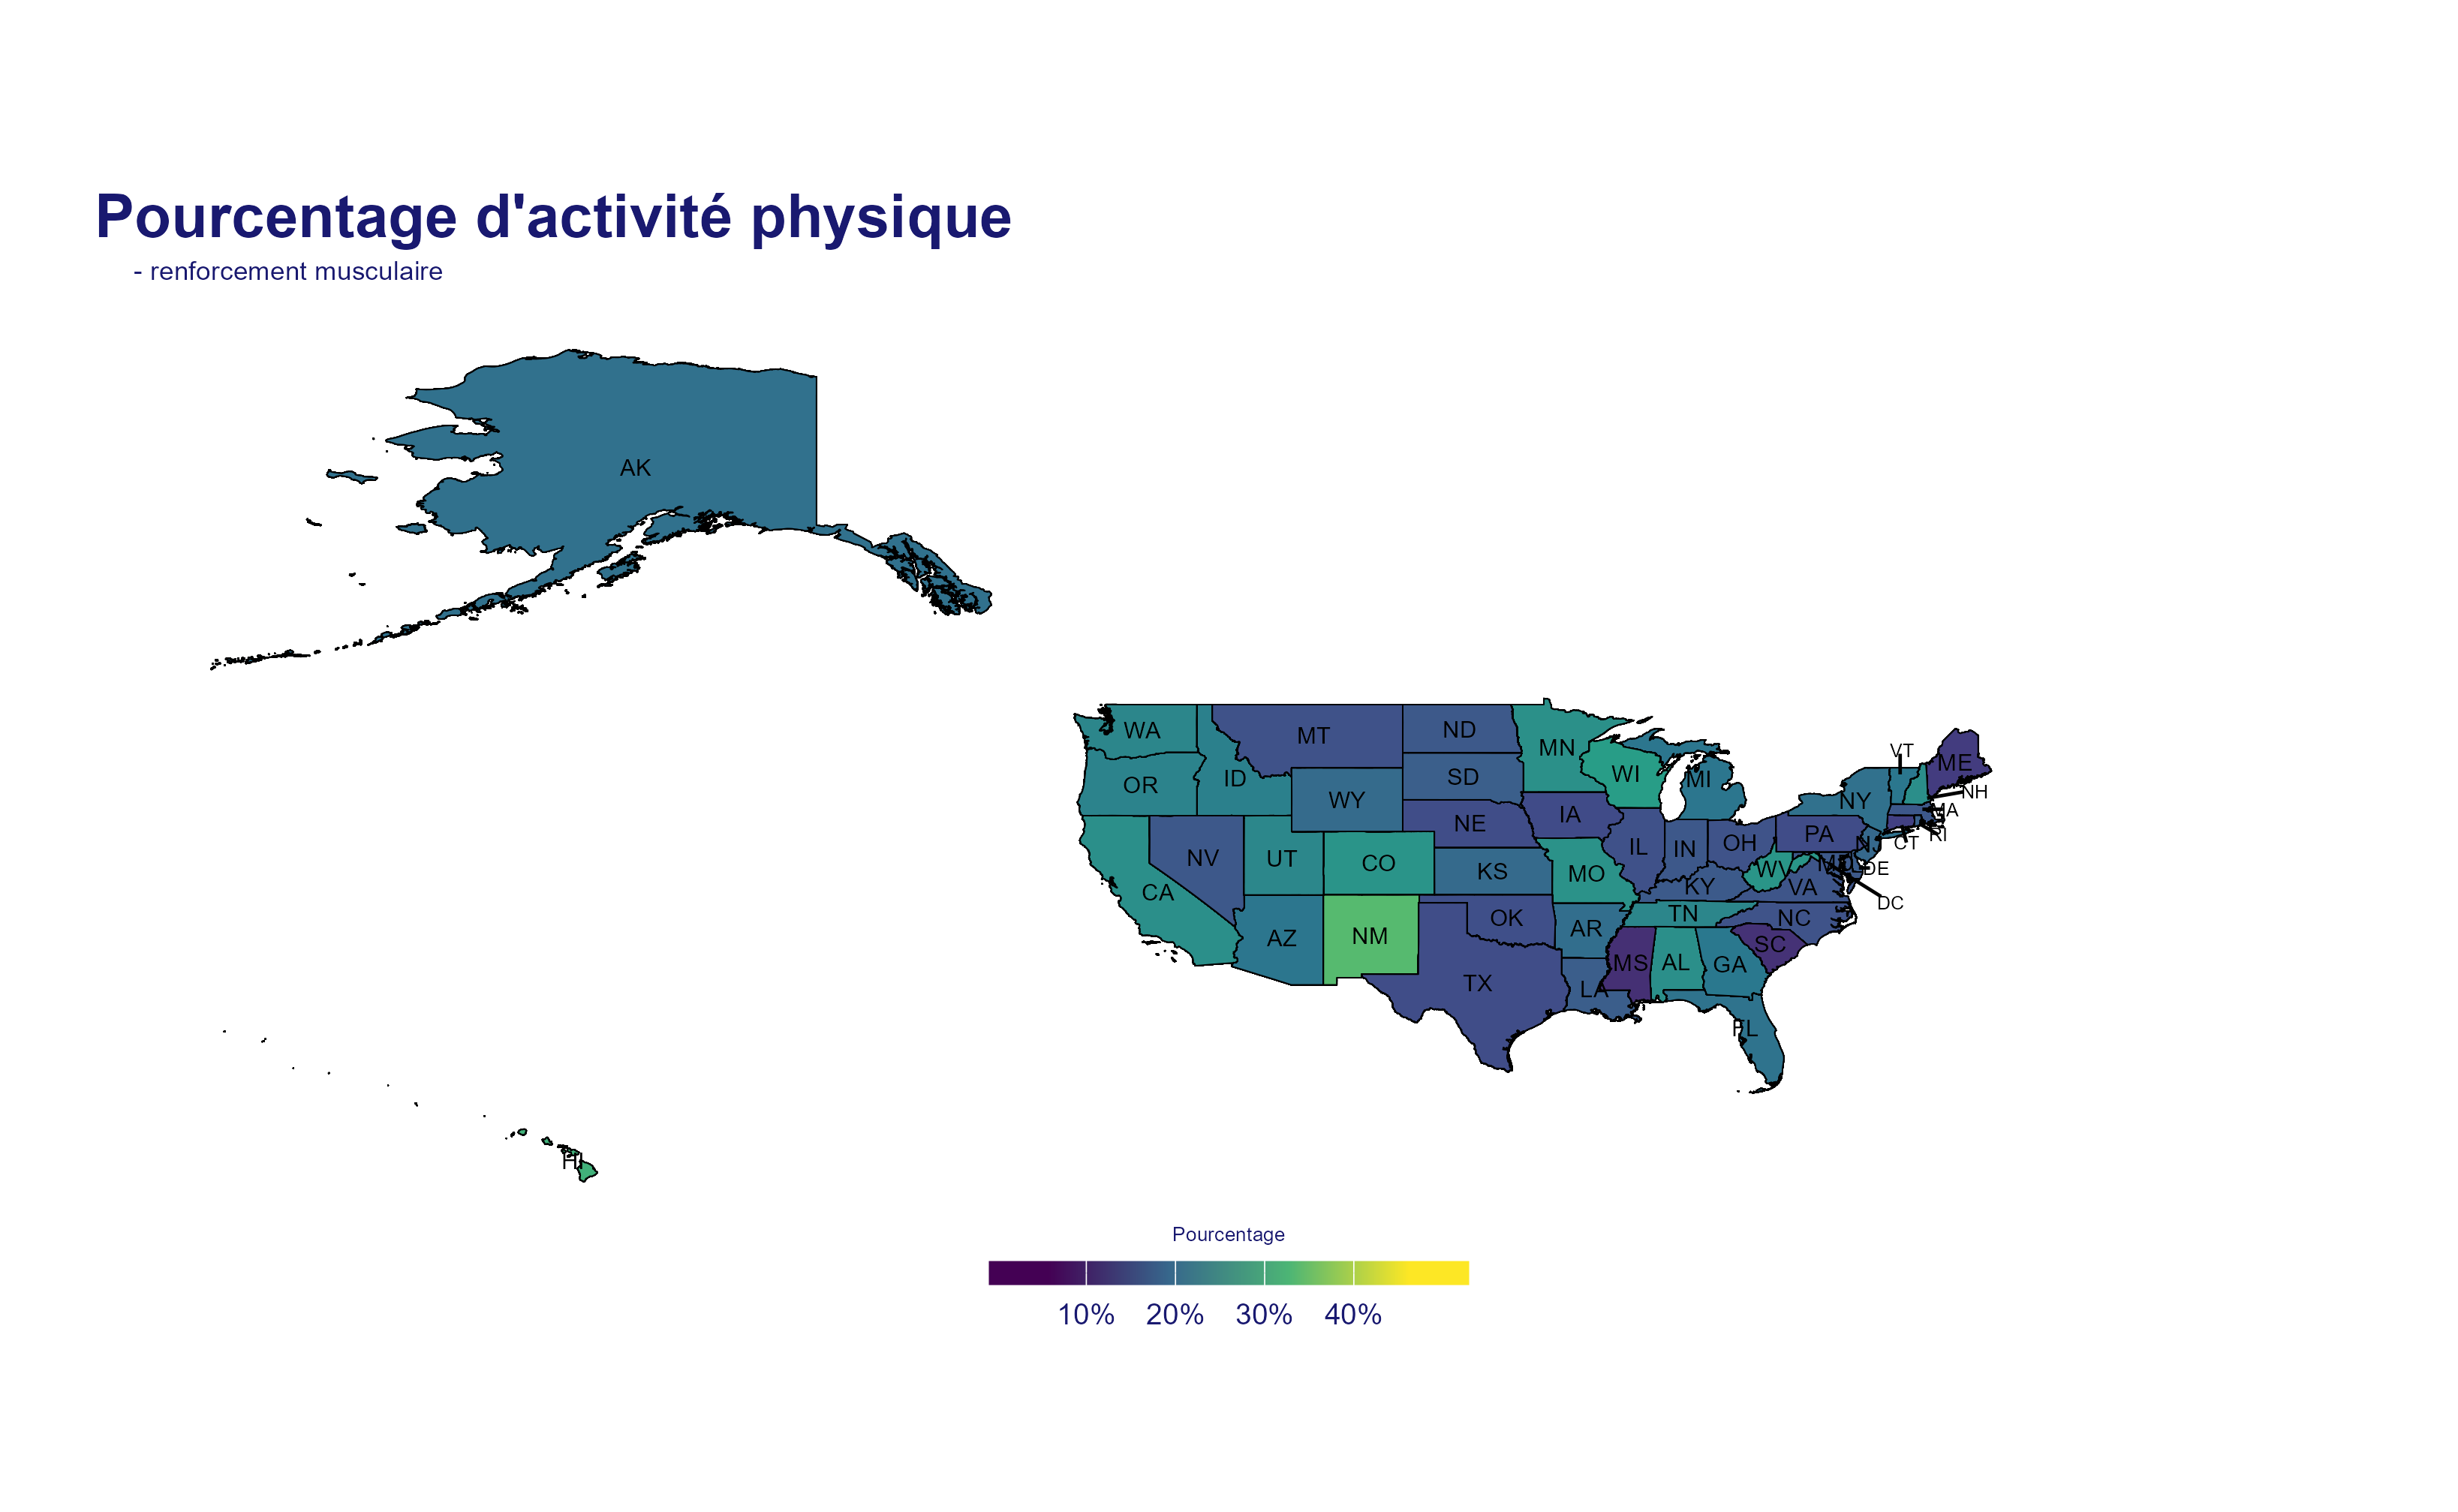 Pourcentage d'activité physique
- renforcement musculaire
AK
WA
MT
ND
MN
VT
ME
OR
ID
SD
WI
MI
NH
WY
NY
MA
NE
IA
PA
RI
NV
UT
CO
KS
MO
IL
IN
OH
NJ
CT
CA
KY
WV
VA
MD
DE
DC
AZ
NM
OK
AR
TN
NC
SC
TX
LA
MS
AL
GA
FL
HI
Pourcentage
10% 20% 30% 40%